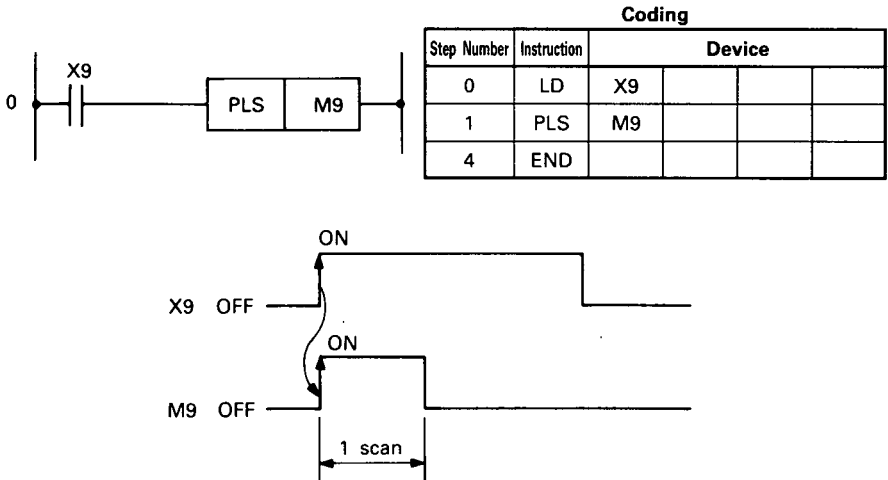 Coding
Step Number Instruction Device
0 LD X9
1 PLS M9
4 END
X9
0 PLS M9
ON
X9 OFF
ON
M9 OFF
1 scan